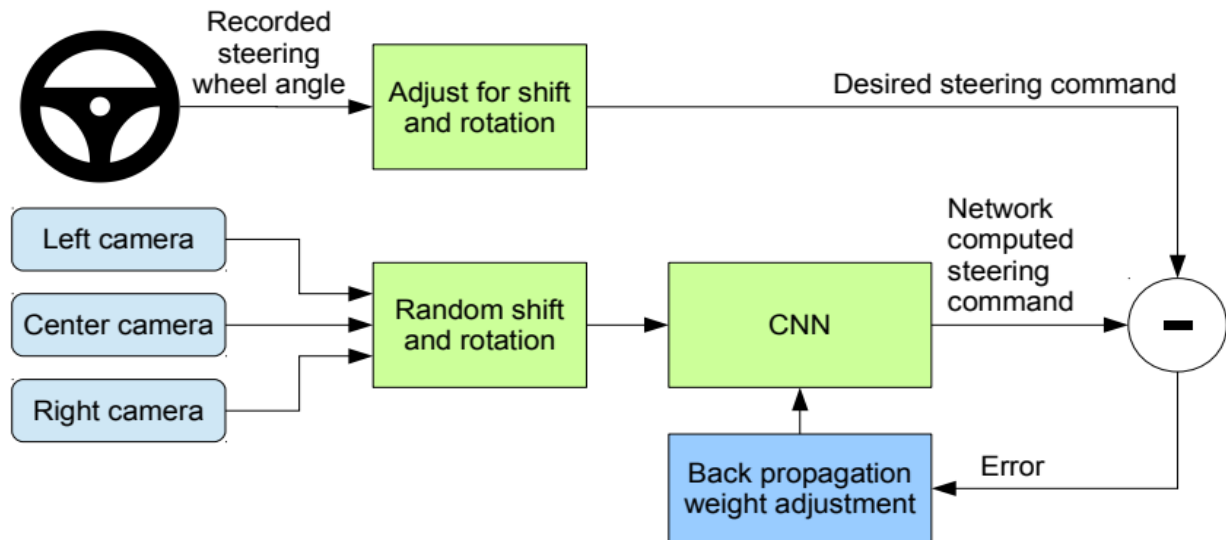 Recorded
steering
wheel angle
Adjust for shift
and rotation
Desired steering command
Left camera
Center camera
Right camera
Random shift
and rotation
CNN
Network
computed
steering
command
-
Back propagation
weight adjustment
Error